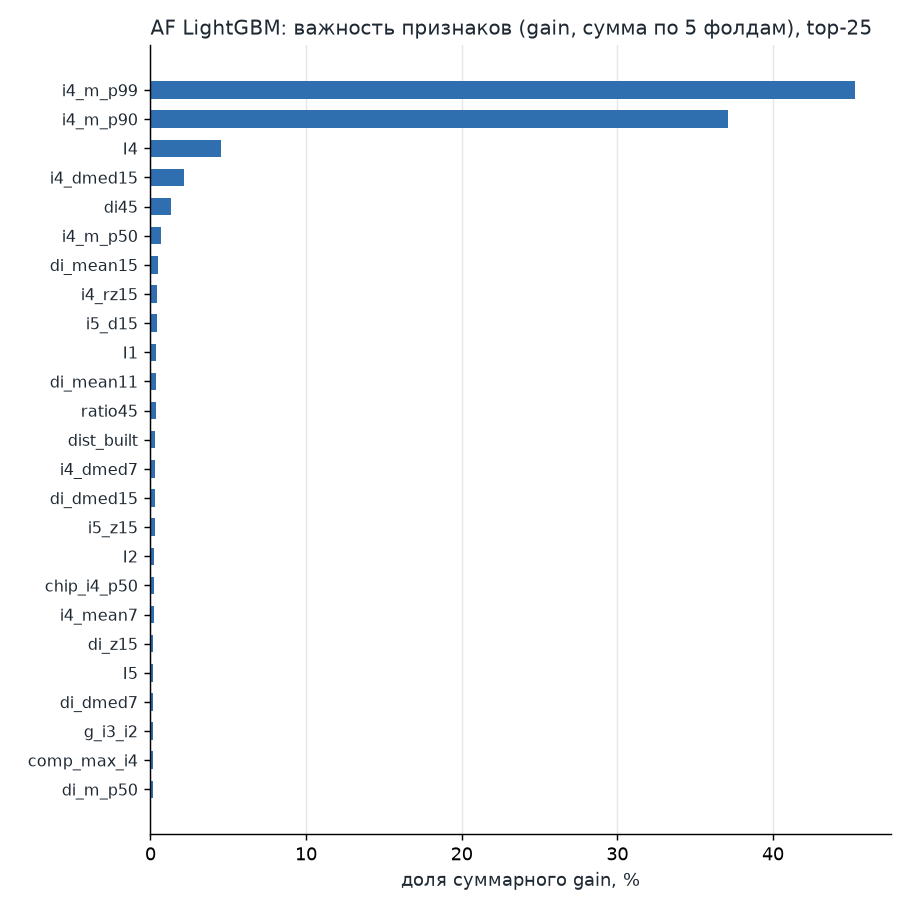 AF LightGBM: важность признаков (gain, сумма по 5 фолдам), top-25
i4_m_p99
i4_m_p90
I4
i4_dmed15
di45
i4_m_p50
di_mean15
i4_rz15
i5_d15
I1
di_mean11
ratio45
dist_built
i4_dmed7
di_dmed15
i5_z15
I2
chip_i4_p50
i4_mean7
di_z15
I5
di_dmed7
g_i3_i2
comp_max_i4
di_m_p50
0 10 20 30 40
доля суммарного gain, %